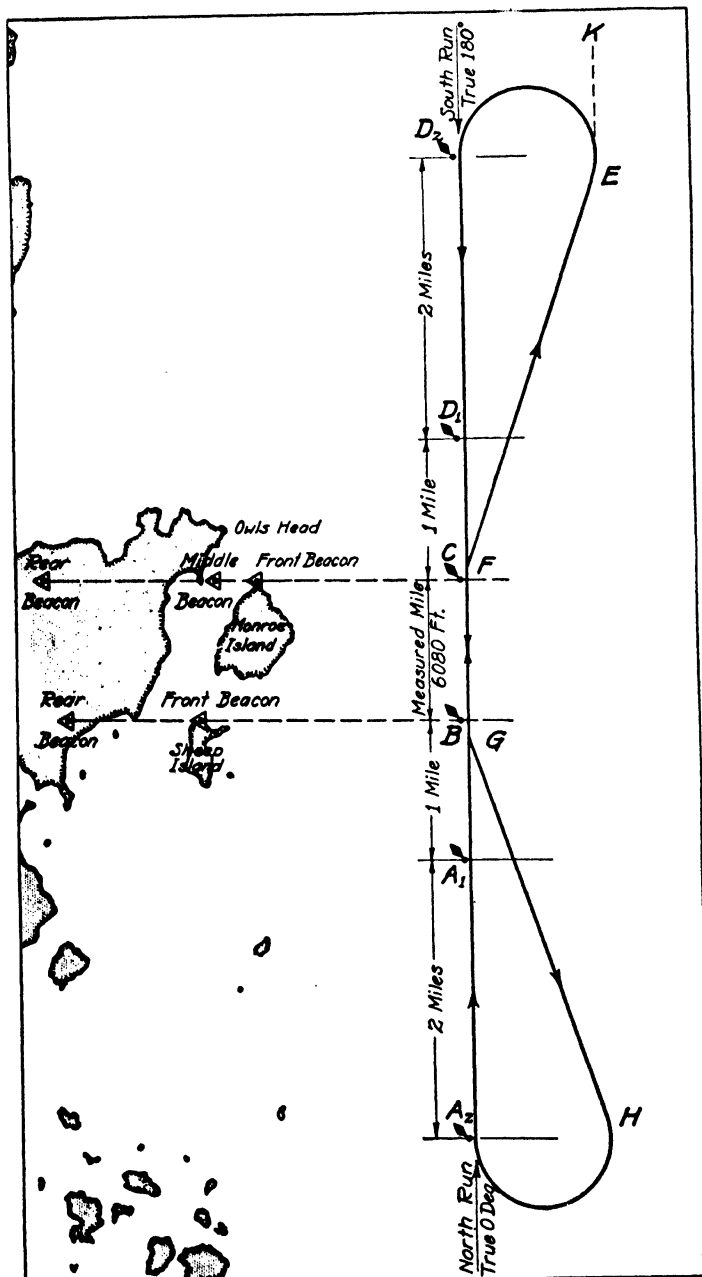 K
South Run
True 180°
D2
E
2 Miles
D1
1 Mile
Owls Head
C
F
Rear
Beacon
Middle
Beacon
Front Beacon
Monroe
Island
Measured Mile
6080 Ft.
Rear
Beacon
Front Beacon
Sheep
Island
B
G
1 Mile
A1
2 Miles
A2
H
North Run
True 0 Deg.